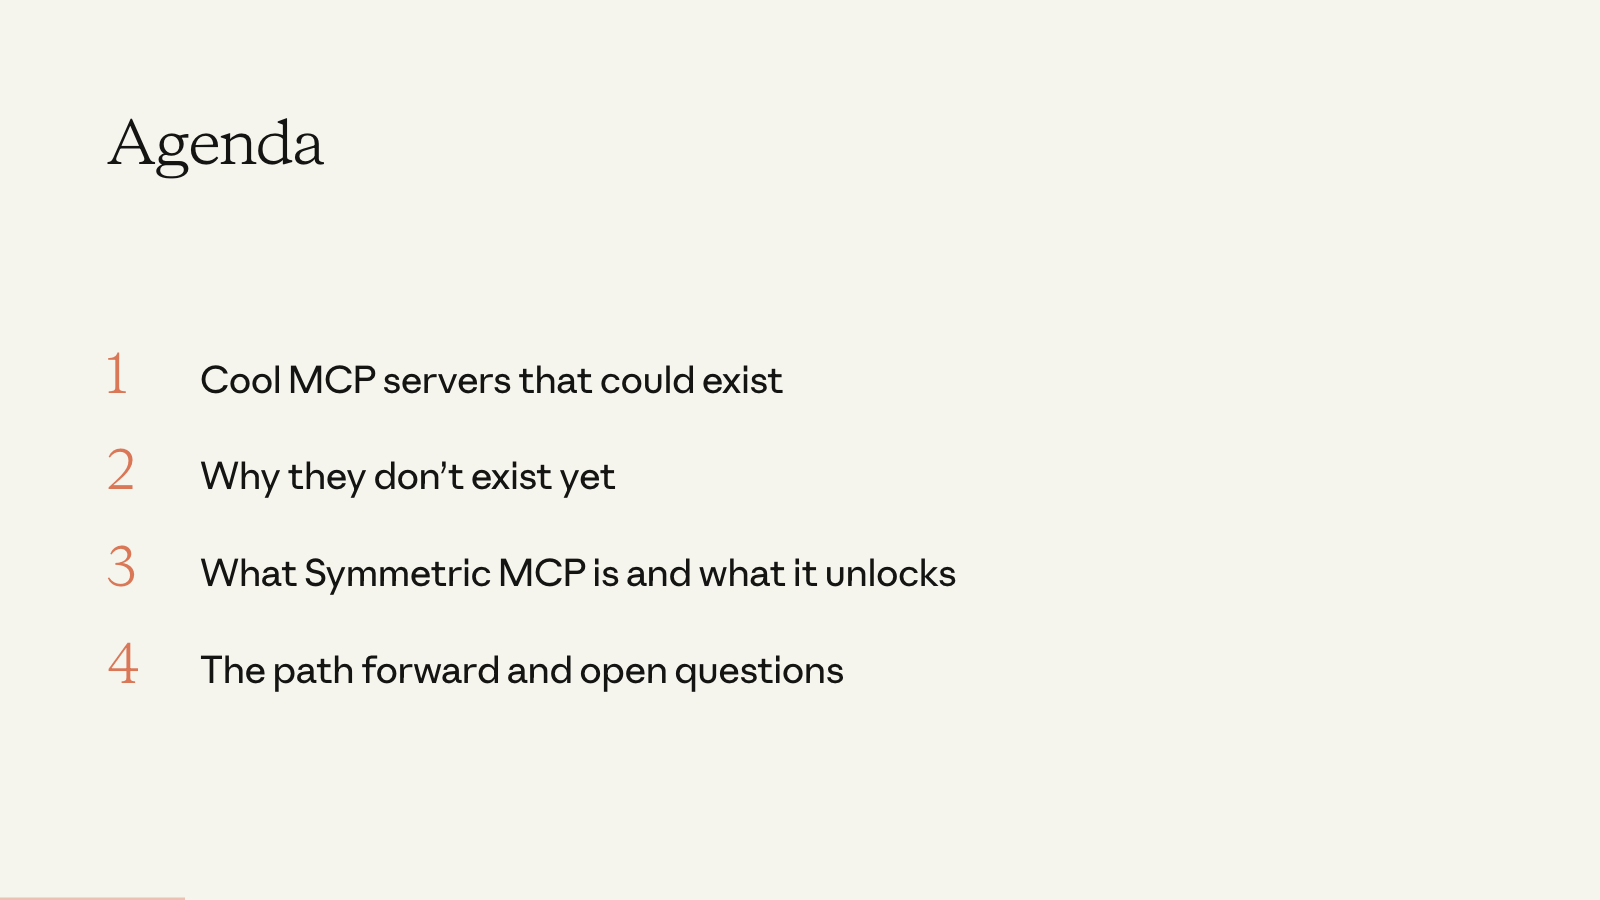 Agenda
1 Cool MCP servers that could exist
2 Why they don’t exist yet
3 What Symmetric MCP is and what it unlocks
4 The path forward and open questions